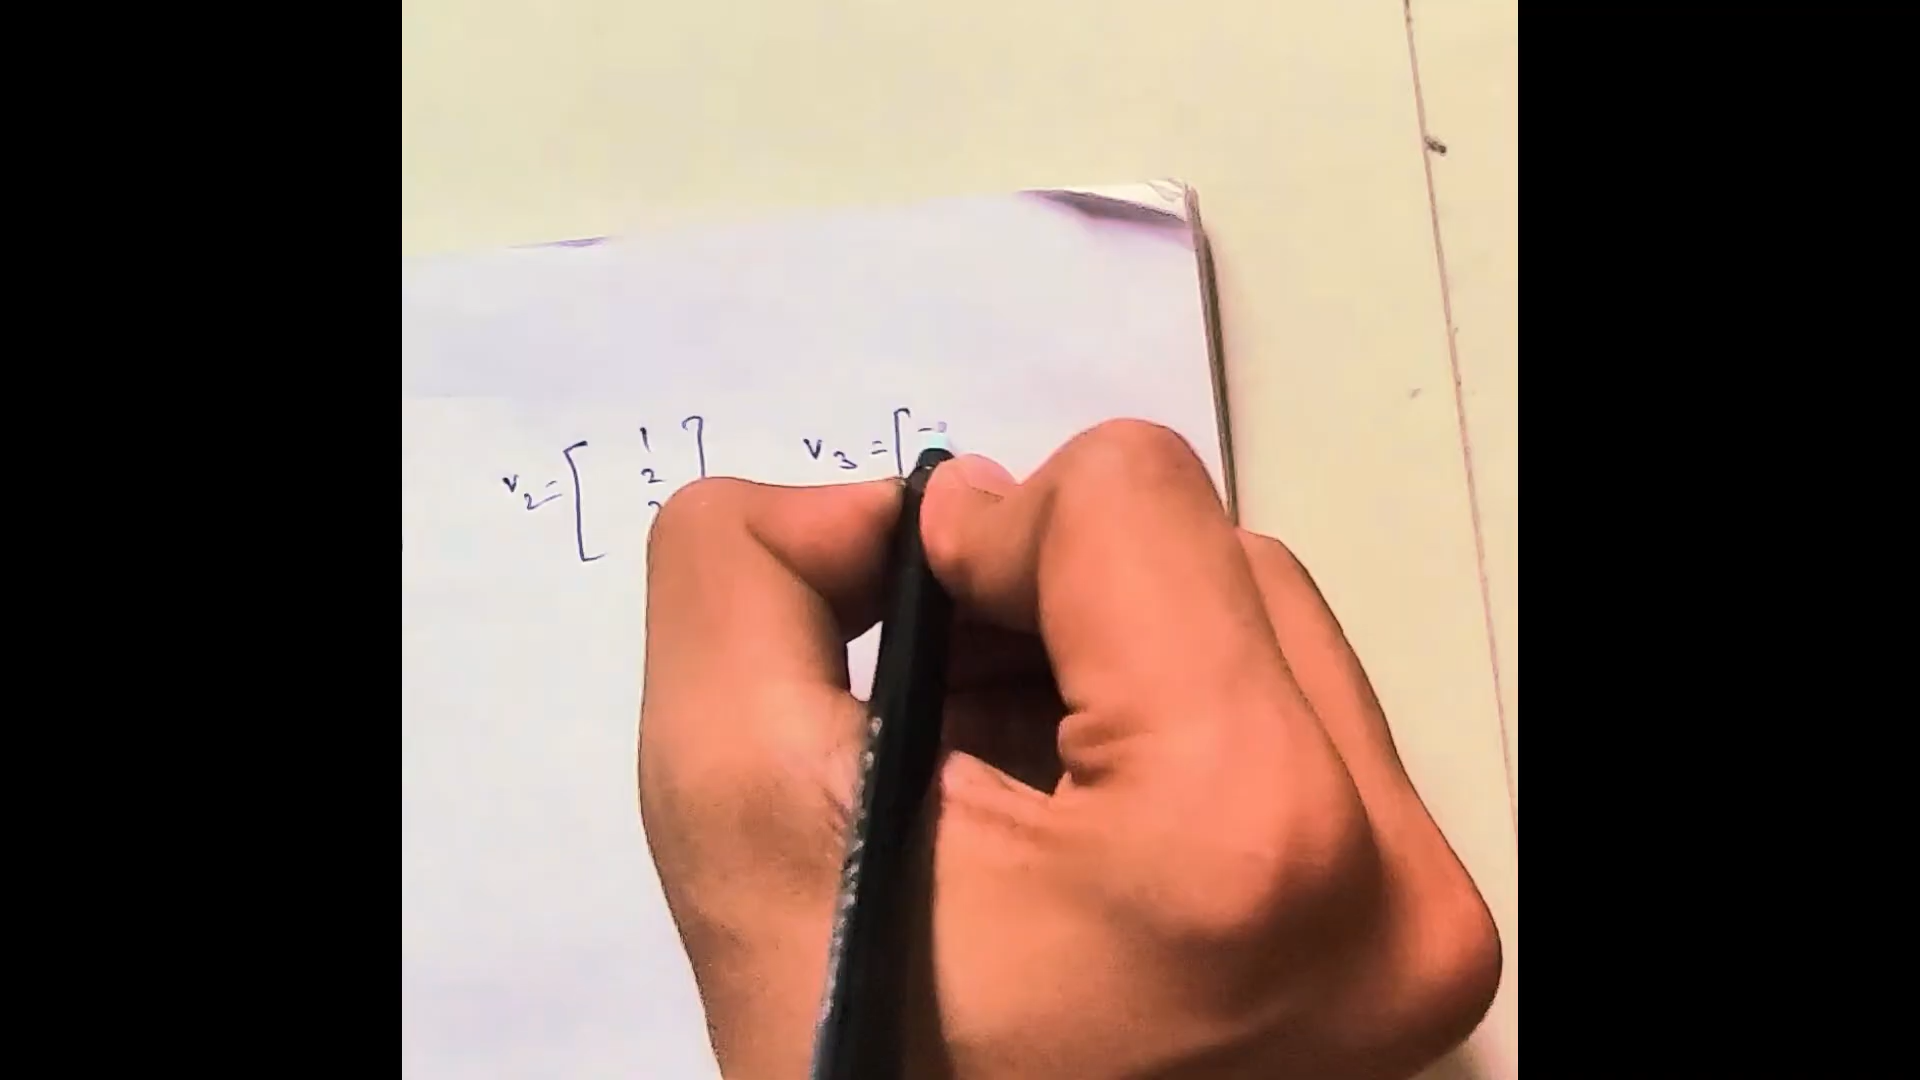 v2 = [ 1 ] v3 = [ -
2